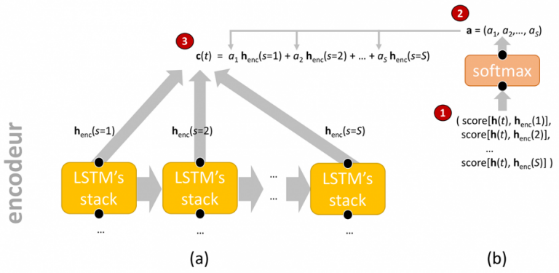 2
3
a = (a1, a2,..., aS)
c(t) = a1 henc(s=1) + a2 henc(s=2) + ... + aS henc(s=S)
softmax
1
henc(s=1)
henc(s=2)
henc(s=S)
( score[h(t), henc(1)],
score[h(t), henc(2)],
...
score[h(t), henc(S)] )
encodeur
LSTM's
stack
LSTM's
stack
...
...
LSTM's
stack
...
...
...
(a)
(b)